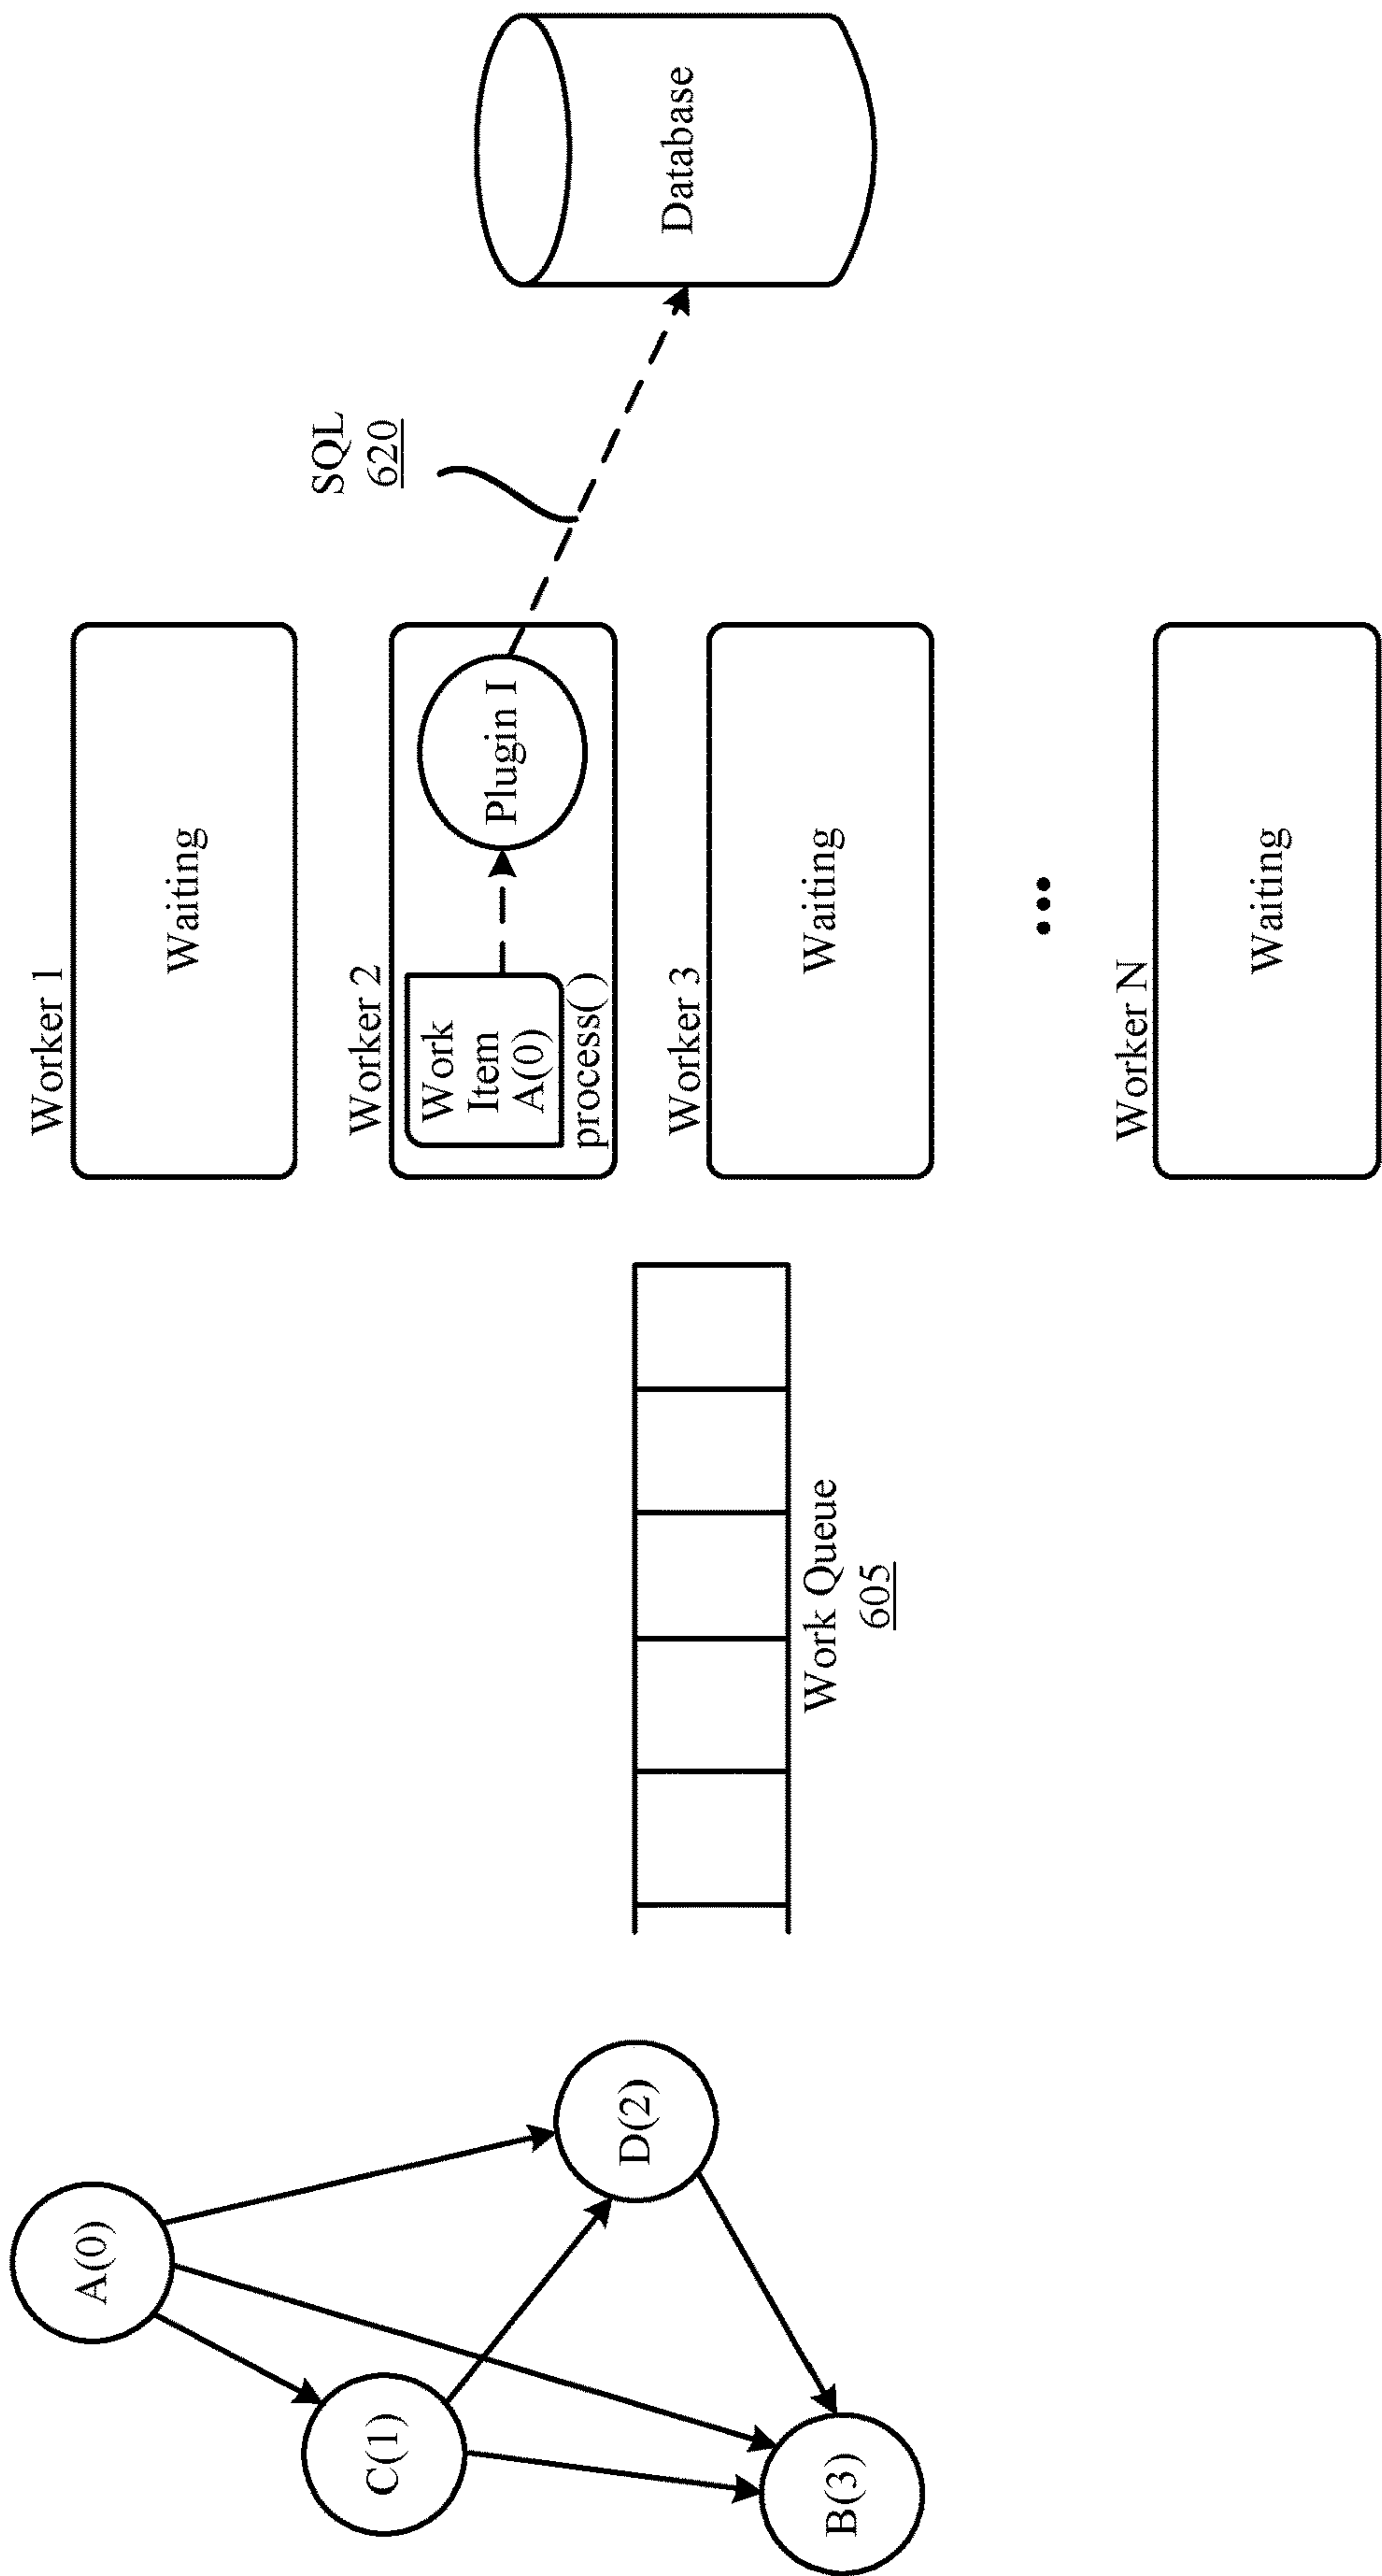 A(0)
C(1)
D(2)
B(3)
Work Queue
605
Worker 1
Waiting
Worker 2
Work
Item
A(0)
process()
Plugin I
Worker 3
Waiting
Worker N
Waiting
SQL
620
Database